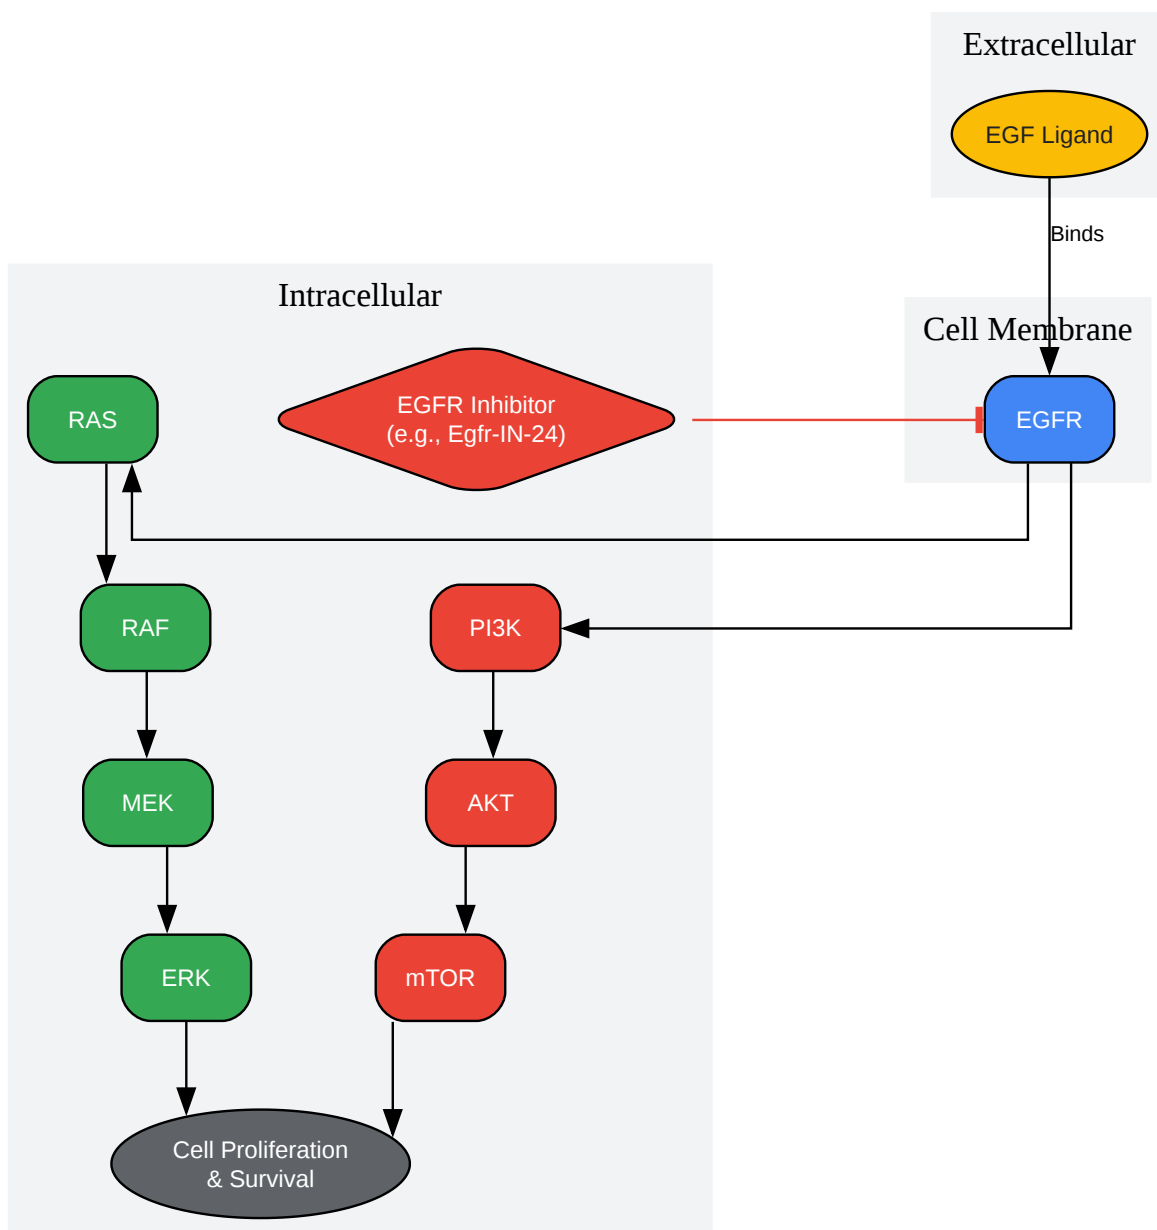 Extracellular
EGF Ligand
Binds
Intracellular
Cell Membrane
RAS
EGFR Inhibitor
(e.g., Egfr-IN-24)
EGFR
RAF
PI3K
MEK
AKT
ERK
mTOR
Cell Proliferation
& Survival